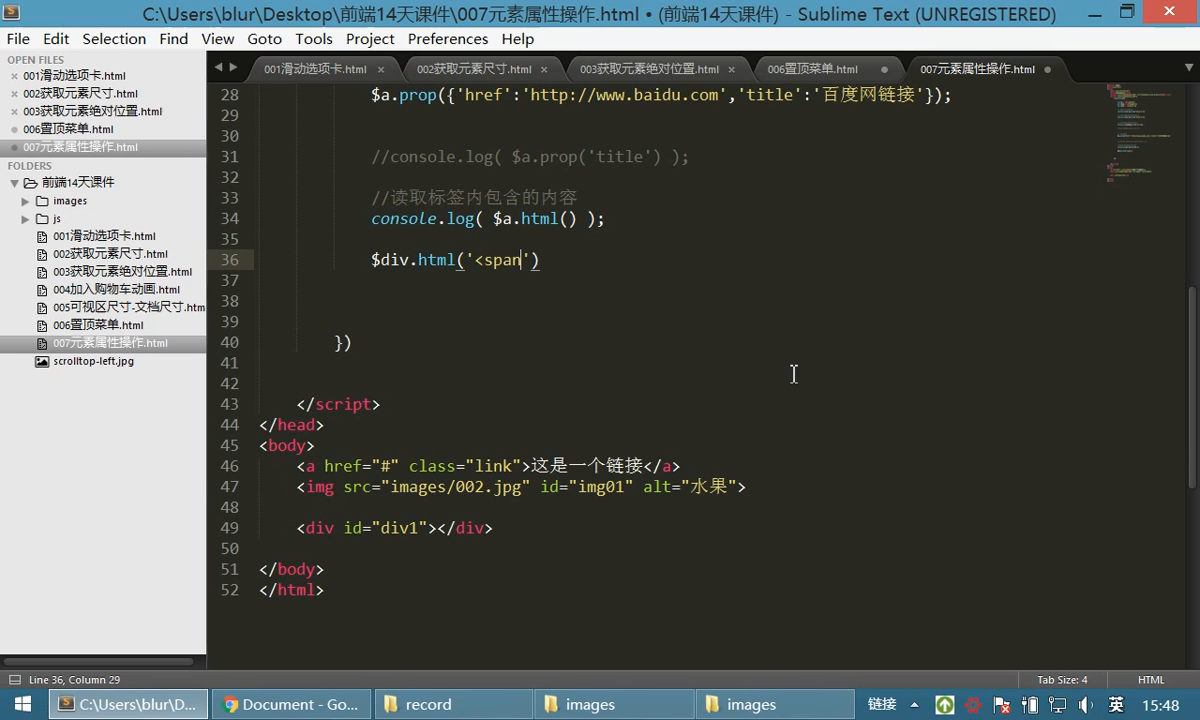 C:\Users\blur\Desktop\前端14天课件\007元素属性操作.html • (前端14天课件) - Sublime Text (UNREGISTERED)
File Edit Selection Find View Goto Tools Project Preferences Help
OPEN FILES
001滑动选项卡.html
002获取元素尺寸.html
003获取元素绝对位置.html
006置顶菜单.html
007元素属性操作.html
FOLDERS
前端14天课件
images
js
001滑动选项卡.html
002获取元素尺寸.html
003获取元素绝对位置.html
004加入购物车动画.html
005可视区尺寸-文档尺寸.htm
006置顶菜单.html
007元素属性操作.html
scrolltop-left.jpg
001滑动选项卡.html 002获取元素尺寸.html 003获取元素绝对位置.html 006置顶菜单.html 007元素属性操作.html
28 $a.prop({'href':'http://www.baidu.com','title':'百度网链接'});
29
30
31 //console.log( $a.prop('title') );
32
33 //读取标签内包含的内容
34 console.log( $a.html() );
35
36 $div.html('<span')
37
38
39
40 })
41
42
43 </script>
44 </head>
45 <body>
46 <a href="#" class="link">这是一个链接</a>
47 <img src="images/002.jpg" id="img01" alt="水果">
48
49 <div id="div1"></div>
50
51 </body>
52 </html>
Line 36, Column 29
Tab Size: 4
HTML
C:\Users\blur\D... Document - Go... record images images 链接 英 15:48